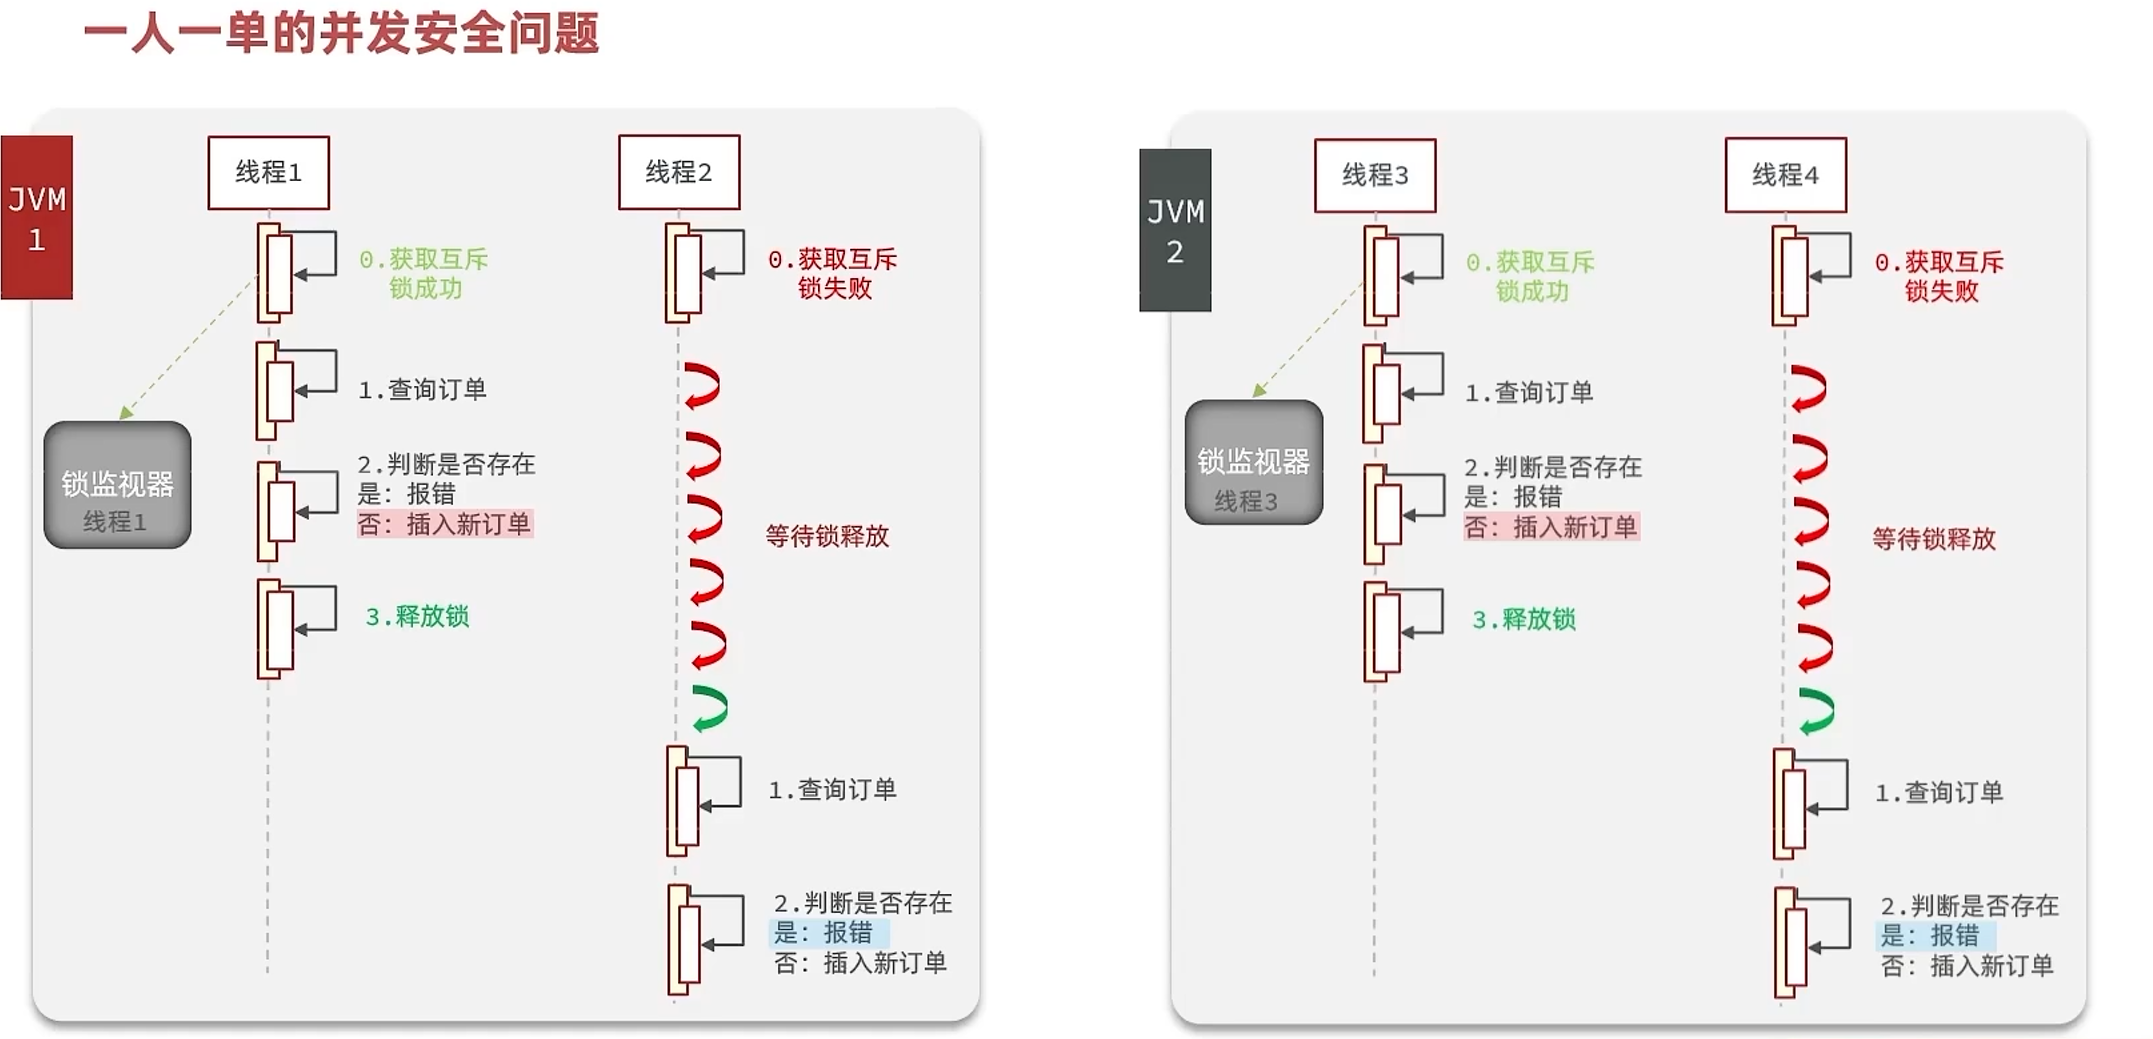 一人一单的并发安全问题
JVM
1
线程1
线程2
0.获取互斥
锁成功
0.获取互斥
锁失败
1.查询订单
锁监视器
线程1
2.判断是否存在
是：报错
否：插入新订单
等待锁释放
3.释放锁
1.查询订单
2.判断是否存在
是：报错
否：插入新订单
JVM
2
线程3
线程4
0.获取互斥
锁成功
0.获取互斥
锁失败
1.查询订单
锁监视器
线程3
2.判断是否存在
是：报错
否：插入新订单
等待锁释放
3.释放锁
1.查询订单
2.判断是否存在
是：报错
否：插入新订单